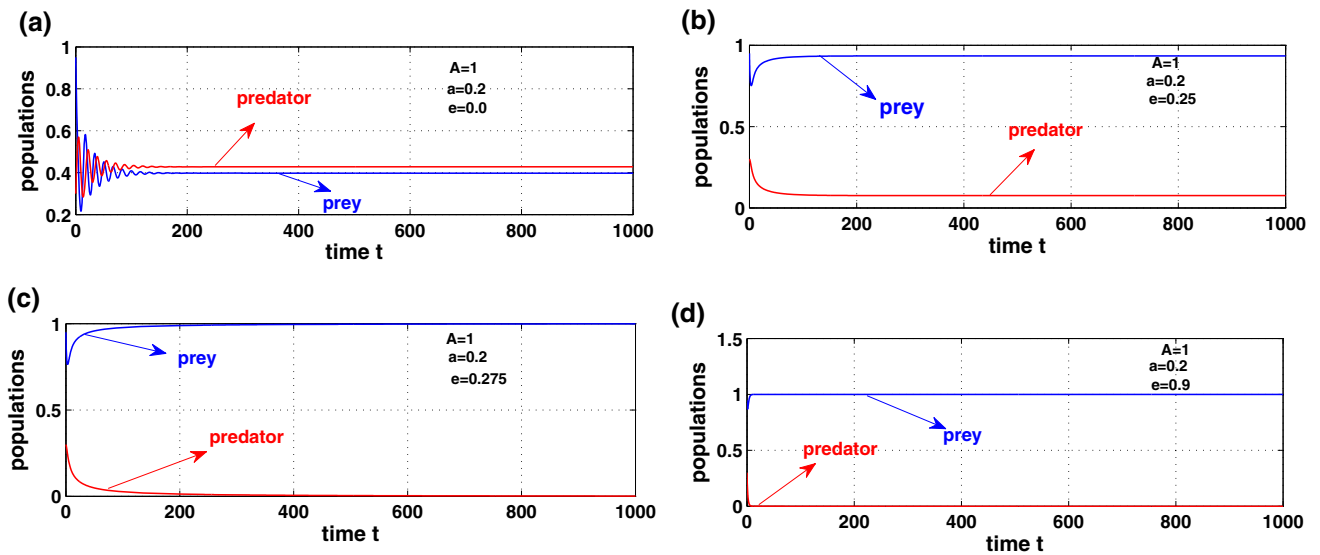 (a)
1
0.8
0.6
0.4
0.2
populations
A=1
a=0.2
e=0.0
predator
prey
0 200 400 600 800 1000
time t
(b)
1
0.5
0
populations
A=1
a=0.2
e=0.25
prey
predator
0 200 400 600 800 1000
time t
(c)
1
0.5
0
populations
A=1
a=0.2
e=0.275
prey
predator
0 200 400 600 800 1000
time t
(d)
1.5
1
0.5
0
populations
A=1
a=0.2
e=0.9
prey
predator
0 200 400 600 800 1000
time t